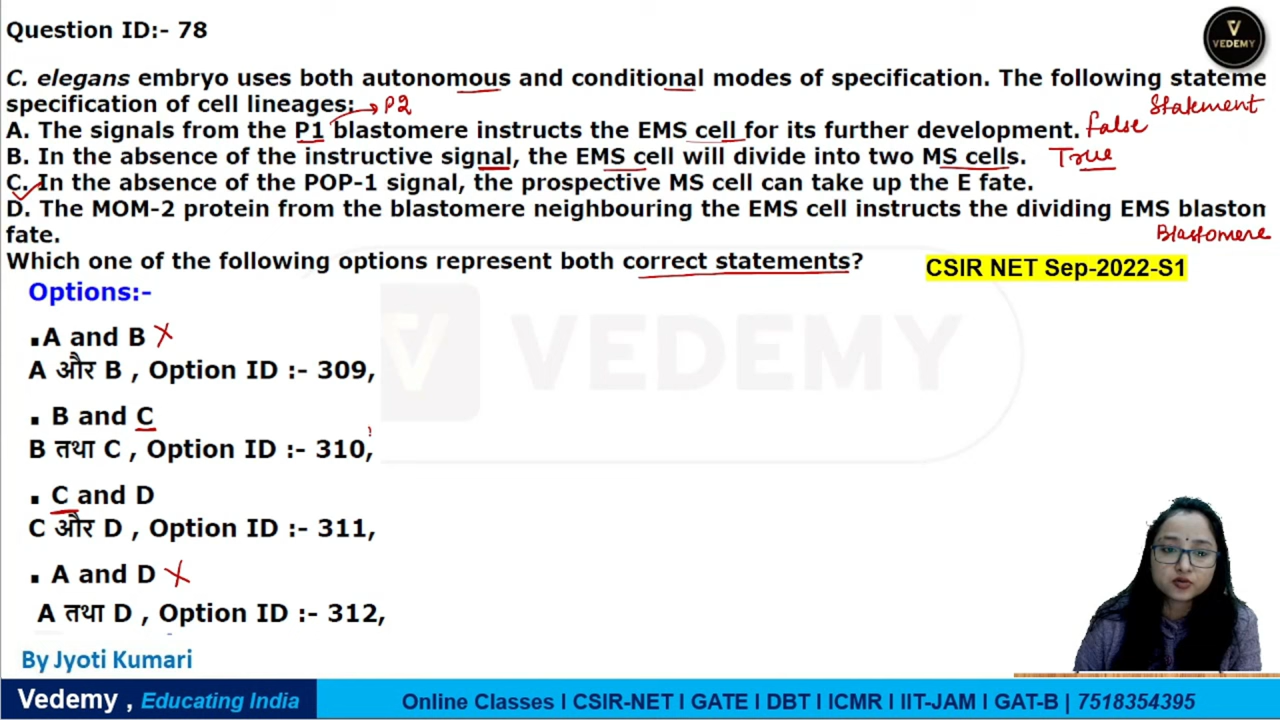 Question ID:- 78
VEDEMY
C. elegans embryo uses both autonomous and conditional modes of specification. The following stateme
specification of cell lineages: → P2 Statement
A. The signals from the P1 blastomere instructs the EMS cell for its further development. False
B. In the absence of the instructive signal, the EMS cell will divide into two MS cells. True
C. In the absence of the POP-1 signal, the prospective MS cell can take up the E fate.
D. The MOM-2 protein from the blastomere neighbouring the EMS cell instructs the dividing EMS blaston
fate. Blastomere
Which one of the following options represent both correct statements?
CSIR NET Sep-2022-S1
Options:-
VEDEMY
A and B
A और B , Option ID :- 309,
B and C
B तथा C , Option ID :- 310,
C and D
C और D , Option ID :- 311,
A and D
A तथा D , Option ID :- 312,
By Jyoti Kumari
Vedemy , Educating India
Online Classes I CSIR-NET I GATE I DBT I ICMR I IIT-JAM I GAT-B | 7518354395